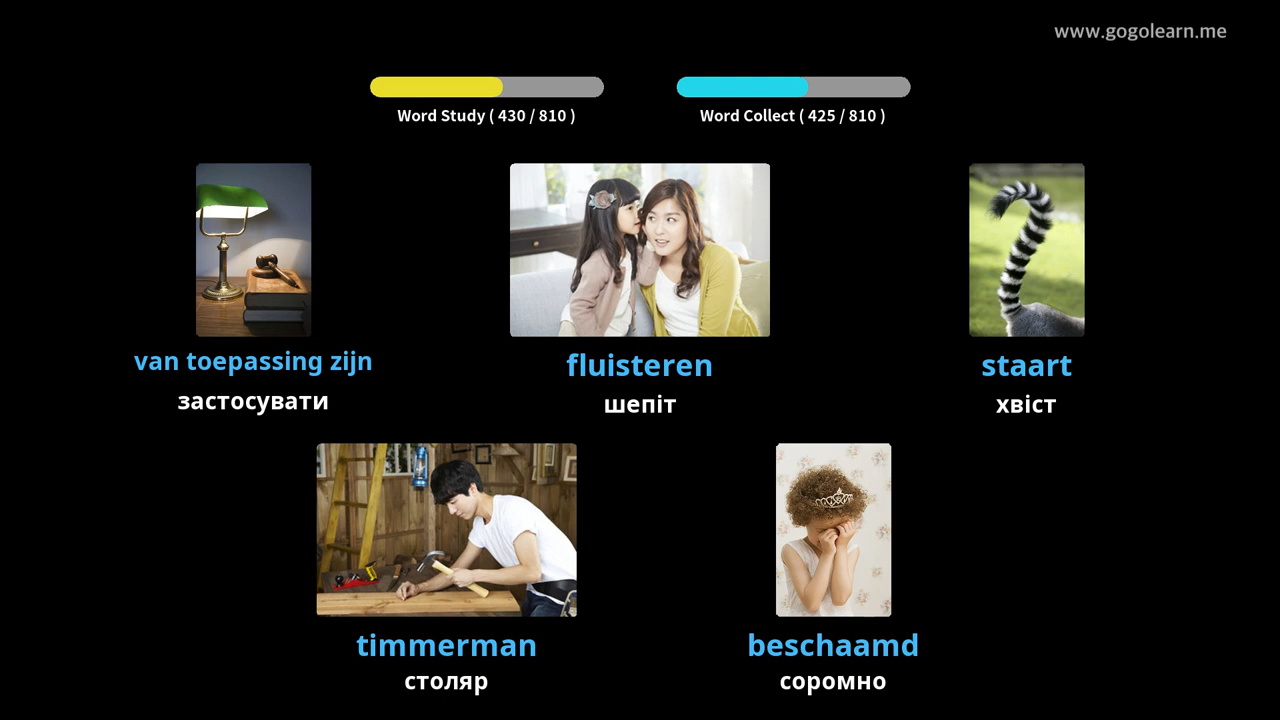 www.gogolearn.me
Word Study ( 430 / 810 )
Word Collect ( 425 / 810 )
van toepassing zijn
застосувати
fluisteren
шепіт
staart
хвіст
timmerman
столяр
beschaamd
соромно